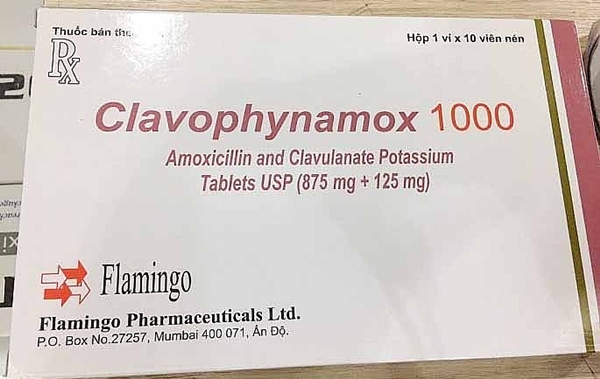 Thuốc bán
Hộp 1 vỉ x 10 viên nén
Rx
Clavophynamox 1000
Amoxicillin and Clavulanate Potassium
Tablets USP (875 mg + 125 mg)
Flamingo
Flamingo Pharmaceuticals Ltd.
P.O. Box No.27257, Mumbai 400 071, Ấn Độ.